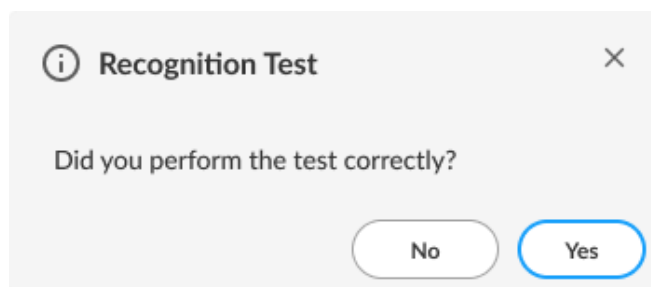 Recognition Test
Did you perform the test correctly?
No Yes